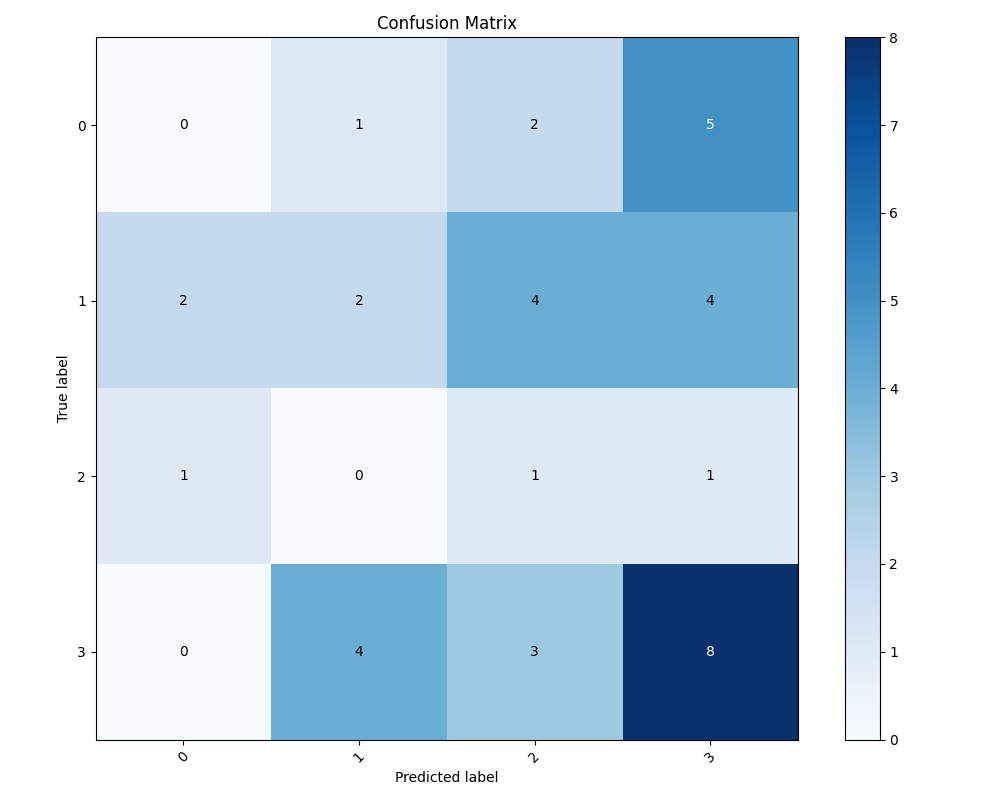 Confusion Matrix
True label
0 0 1 2 5
1 2 2 4 4
2 1 0 1 1
3 0 4 3 8
0 1 2 3
Predicted label
8
7
6
5
4
3
2
1
0